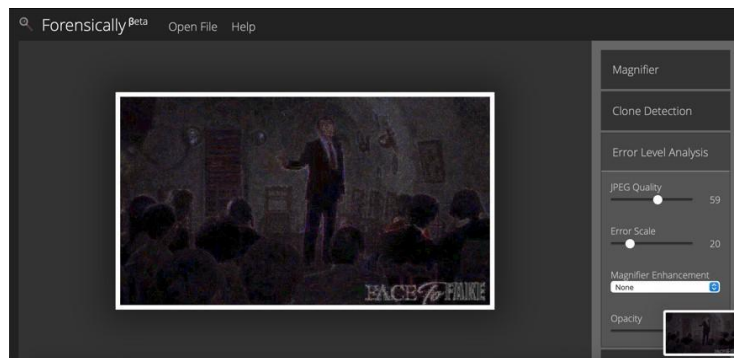 Forensically Beta Open File Help
Magnifier
Clone Detection
Error Level Analysis
JPEG Quality
59
Error Scale
20
Magnifier Enhancement
None
Opacity
FACE To FAKE